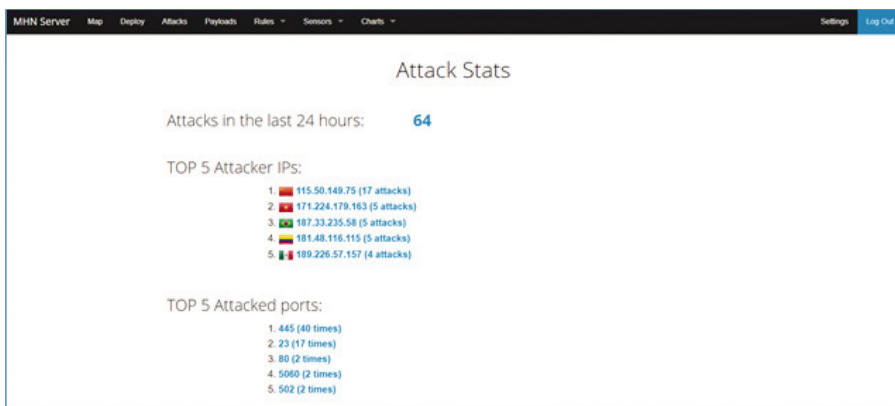 MHN Server Map Deploy Attacks Payloads Rules Sensors Charts Settings Log Out
Attack Stats
Attacks in the last 24 hours: 64
TOP 5 Attacker IPs:
1. 115.50.149.75 (17 attacks)
2. 171.224.179.163 (5 attacks)
3. 187.33.235.58 (5 attacks)
4. 181.48.116.115 (5 attacks)
5. 189.226.57.157 (4 attacks)
TOP 5 Attacked ports:
1. 445 (40 times)
2. 23 (17 times)
3. 80 (2 times)
4. 5060 (2 times)
5. 502 (2 times)